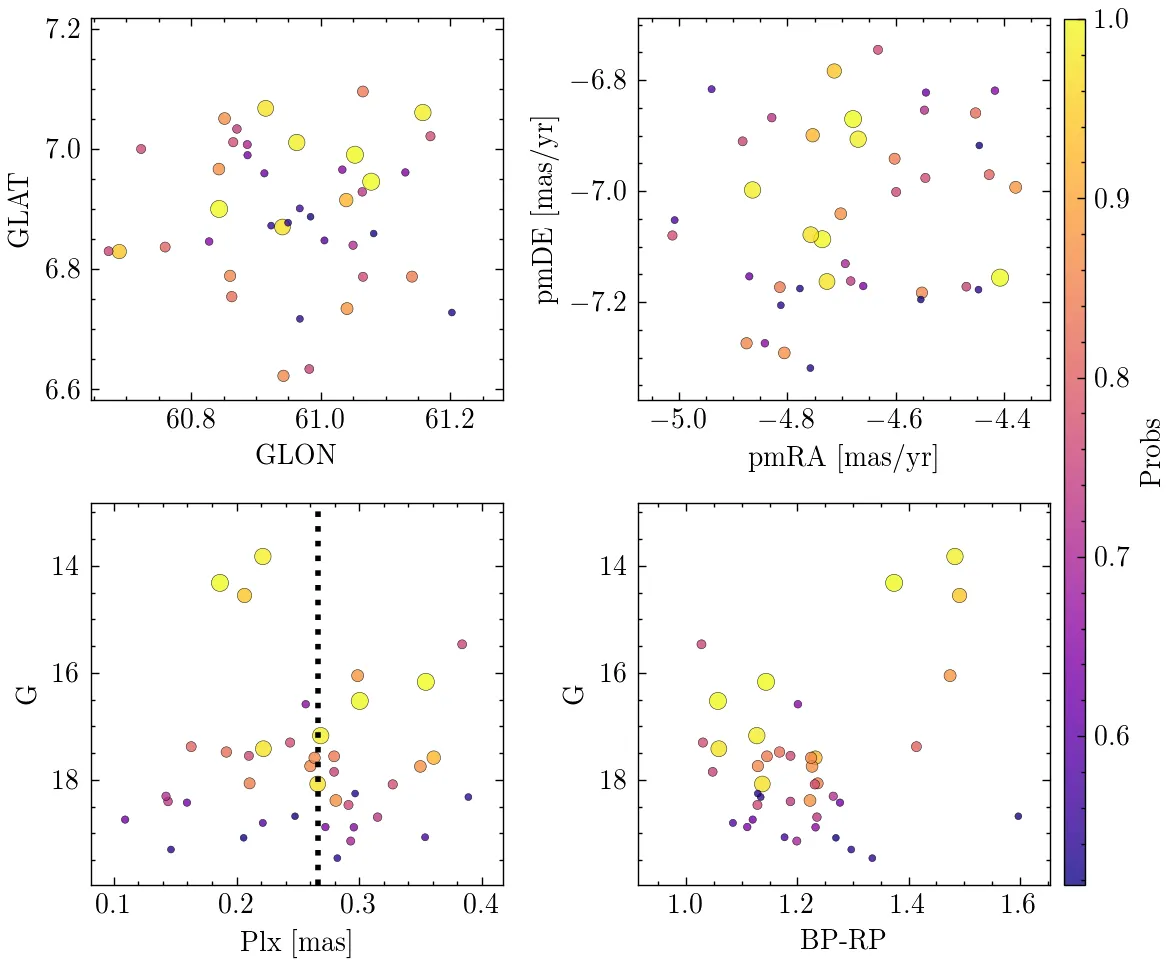 7.2
7.0
6.8
6.6
GLAT
60.8 61.0 61.2
GLON
−6.8
−7.0
−7.2
pmDE [mas/yr]
−5.0 −4.8 −4.6 −4.4
pmRA [mas/yr]
14
16
18
G
0.1 0.2 0.3 0.4
Plx [mas]
14
16
18
G
1.0 1.2 1.4 1.6
BP-RP
1.0
0.9
0.8
0.7
0.6
Probs